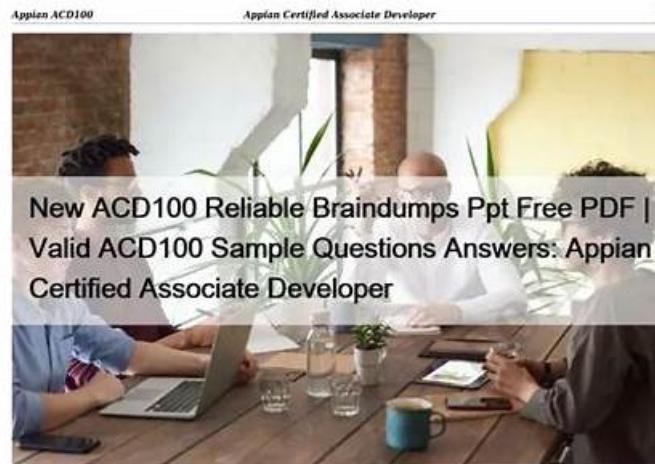 Appian ACD100 Appian Certified Associate Developer
New ACD100 Reliable Braindumps Ppt Free PDF |
Valid ACD100 Sample Questions Answers: Appian
Certified Associate Developer